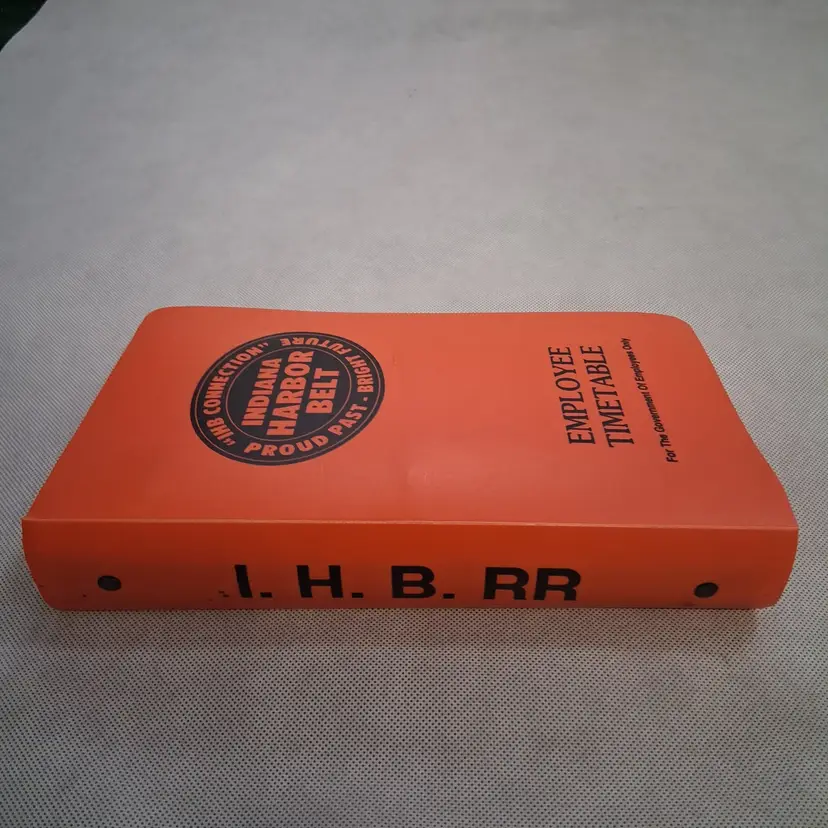 "IHB CONNECTION"
PROUD PAST - BRIGHT FUTURE
INDIANA
HARBOR
BELT
EMPLOYEE
TIMETABLE
For The Government Of Employees Only
I. H. B. RR